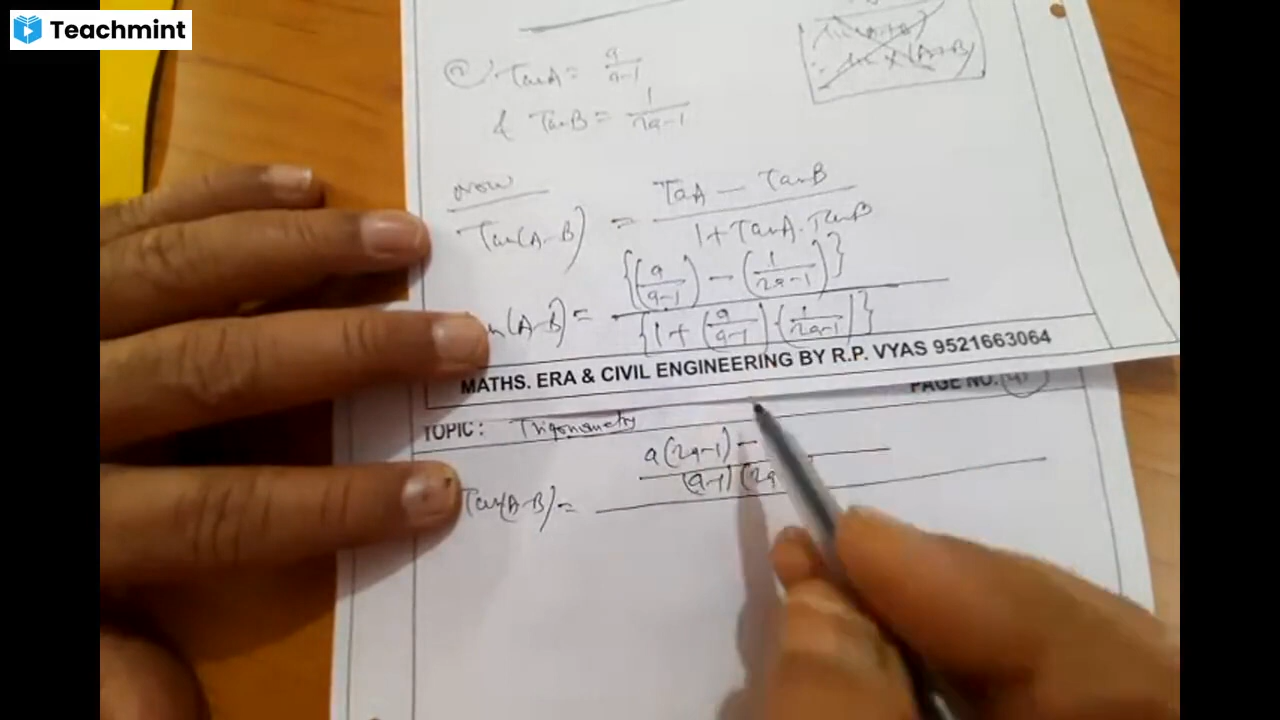 Teachmint
Tan A = a/a-1
& Tan B = 1/2a-1
Now
Tan(A-B) = Tan A - Tan B / 1 + Tan A . Tan B
(A-B) = {(a/a-1) - (1/2a-1)} / {1 + (a/a-1) . (1/2a-1)}
MATHS. ERA & CIVIL ENGINEERING BY R.P. VYAS 9521663064
PAGE NO.
TOPIC : Trigonometry
Tan(A-B) = a(2a-1) - / (a-1)(2a